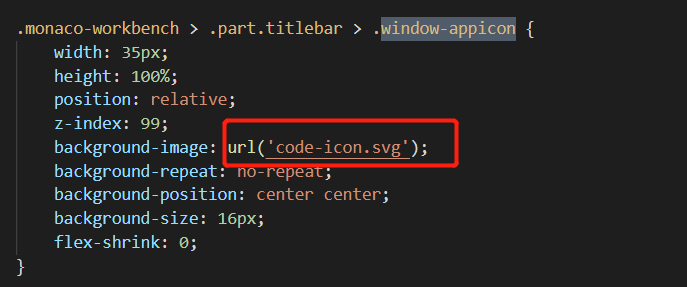 .monaco-workbench > .part.titlebar > .window-appicon {
width: 35px;
height: 100%;
position: relative;
z-index: 99;
background-image: url('code-icon.svg');
background-repeat: no-repeat;
background-position: center center;
background-size: 16px;
flex-shrink: 0;
}